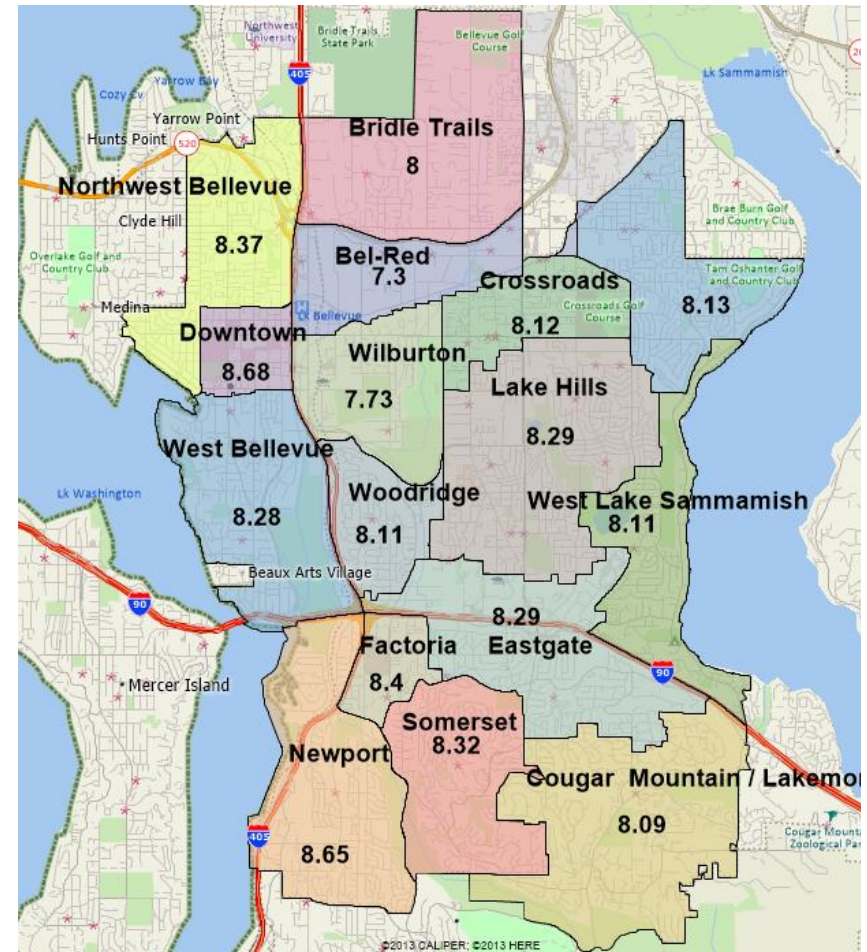 Northwest
University
Bridle Trails
State Park
Bellevue Golf
Course
405
Lk Sammamish
Yarrow Bay
Cozy Cv
Yarrow Point
Hunts Point
520
Bridle Trails
8
Northwest Bellevue
8.37
Clyde Hill
Overlake Golf and
Country Club
Medina
Brae Burn Golf
and Country Club
Tam Oshanter Golf
and Country Club
8.13
Bel-Red
7.3
Lk Bellevue
Crossroads
8.12
Crossroads Golf
Course
Downtown
8.68
Wilburton
7.73
Lake Hills
8.29
West Bellevue
8.28
Lk Washington
Woodridge
8.11
West Lake Sammamish
8.11
Beaux Arts Village
90
8.29
Eastgate
Factoria
8.4
90
Mercer Island
Somerset
8.32
Newport
8.65
Cougar Mountain / Lakemon
8.09
405
Zoological Par
©2013 CALIPER; ©2013 HERE